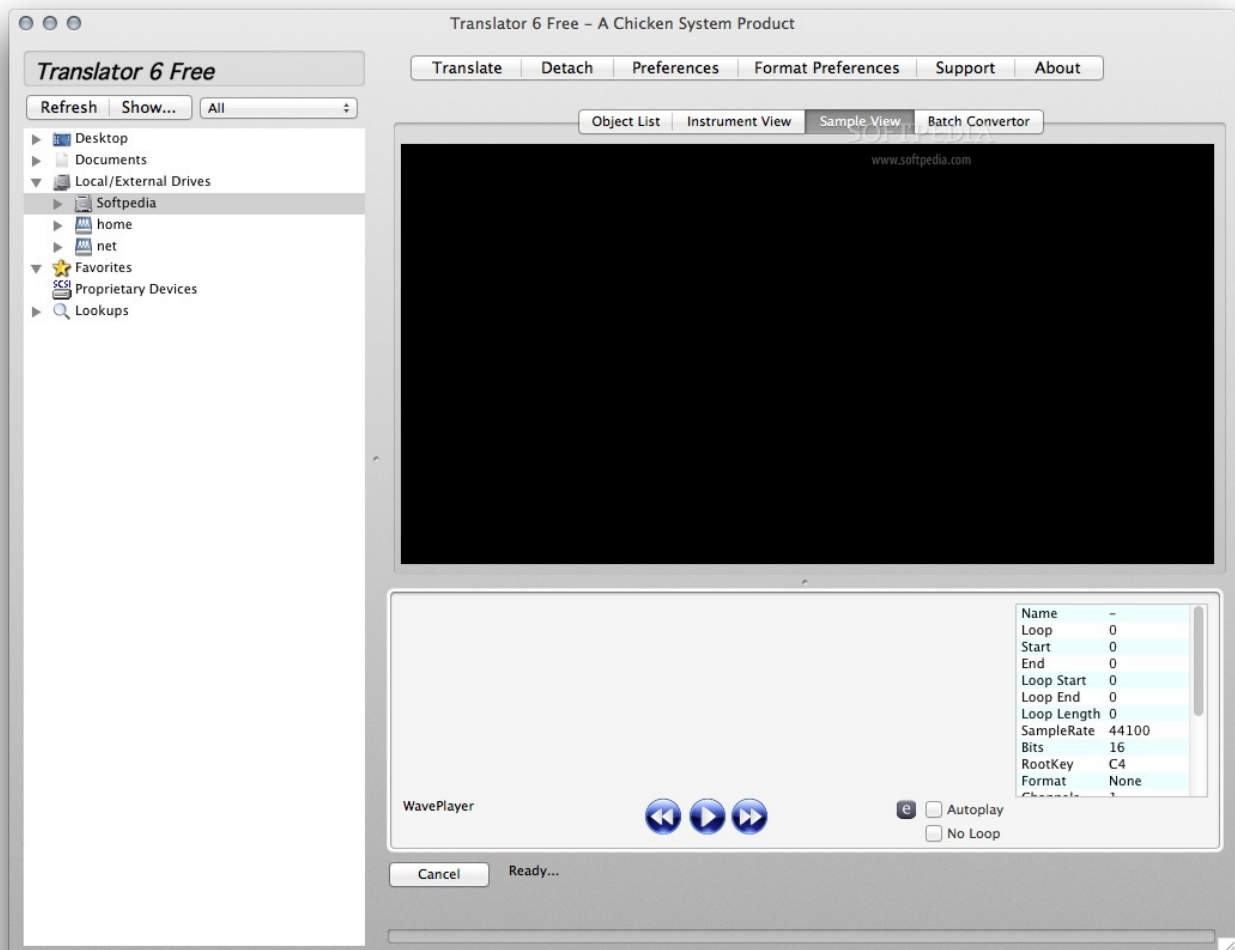 Translator 6 Free – A Chicken System Product
Translator 6 Free
Translate Detach Preferences Format Preferences Support About
Refresh Show... All
Object List Instrument View Sample View Batch Convertor
SOFTPEDIA
www.softpedia.com
Desktop
Documents
Local/External Drives
Softpedia
home
net
Favorites
SCSI Proprietary Devices
Lookups
Name –
Loop 0
Start 0
End 0
Loop Start 0
Loop End 0
Loop Length 0
SampleRate 44100
Bits 16
RootKey C4
Format None
Channels 1
WavePlayer
e Autoplay
No Loop
Cancel Ready...